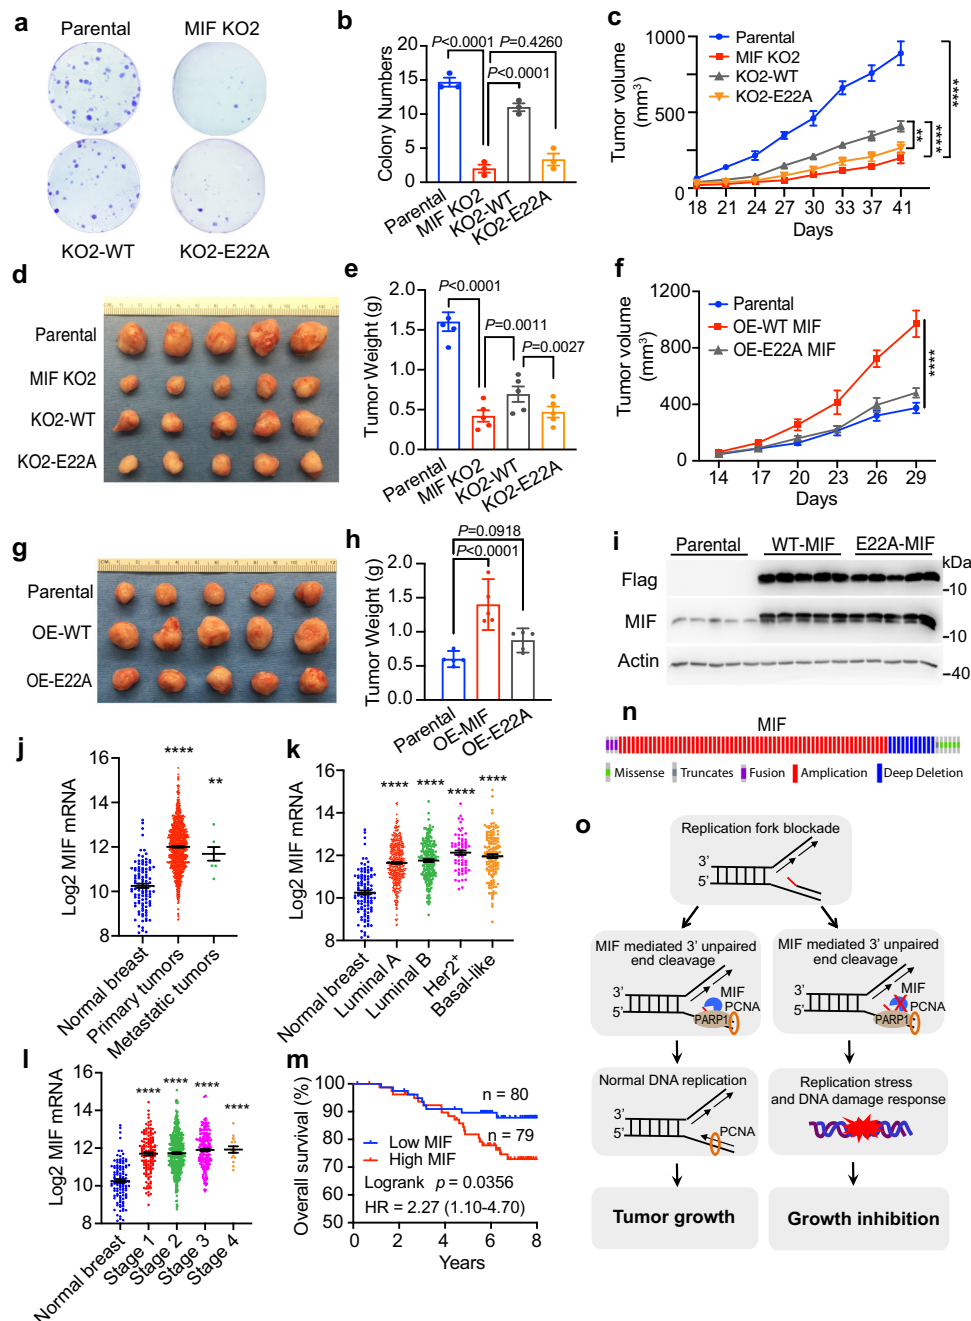 a
Parental
MIF KO2
KO2-WT
KO2-E22A
b
Colony Numbers
20
15
10
5
0
P<0.0001
P=0.4260
P<0.0001
Parental
MIF KO2
KO2-WT
KO2-E22A
c
Tumor volume
(mm³)
1000
500
0
Parental
MIF KO2
KO2-WT
KO2-E22A
**
****
****
18 21 24 27 30 33 37 41
Days
d
Parental
MIF KO2
KO2-WT
KO2-E22A
e
Tumor Weight (g)
2.0
1.5
1.0
0.5
0.0
P<0.0001
P=0.0011
P=0.0027
Parental
MIF KO2
KO2-WT
KO2-E22A
f
Tumor volume
(mm³)
1200
800
400
0
Parental
OE-WT MIF
OE-E22A MIF
****
14 17 20 23 26 29
Days
g
Parental
OE-WT
OE-E22A
h
Tumor Weight (g)
2.0
1.5
1.0
0.5
0.0
P=0.0918
P<0.0001
Parental
OE-MIF
OE-E22A
i
Parental WT-MIF E22A-MIF
kDa
Flag
–10
MIF
–10
Actin
–40
j
Log2 MIF mRNA
16
14
12
10
8
****
**
Normal breast
Primary tumors
Metastatic tumors
k
Log2 MIF mRNA
16
14
12
10
8
**** **** **** ****
Normal breast
Luminal A
Luminal B
Her2⁺
Basal-like
l
Log2 MIF mRNA
16
14
12
10
8
**** **** **** ****
Normal breast
Stage 1
Stage 2
Stage 3
Stage 4
m
Overall survival (%)
100
90
80
70
60
50
n = 80
n = 79
Low MIF
High MIF
Logrank p = 0.0356
HR = 2.27 (1.10-4.70)
0 2 4 6 8
Years
n
MIF
Missense Truncates Fusion Amplication Deep Deletion
o
Replication fork blockade
3’
5’
MIF mediated 3’ unpaired
end cleavage
3’
5’
MIF
PCNA
PARP1
MIF mediated 3’ unpaired
end cleavage
3’
5’
MIF
PCNA
PARP1
Normal DNA replication
3’
5’
PCNA
Replication stress
and DNA damage response
Tumor growth
Growth inhibition